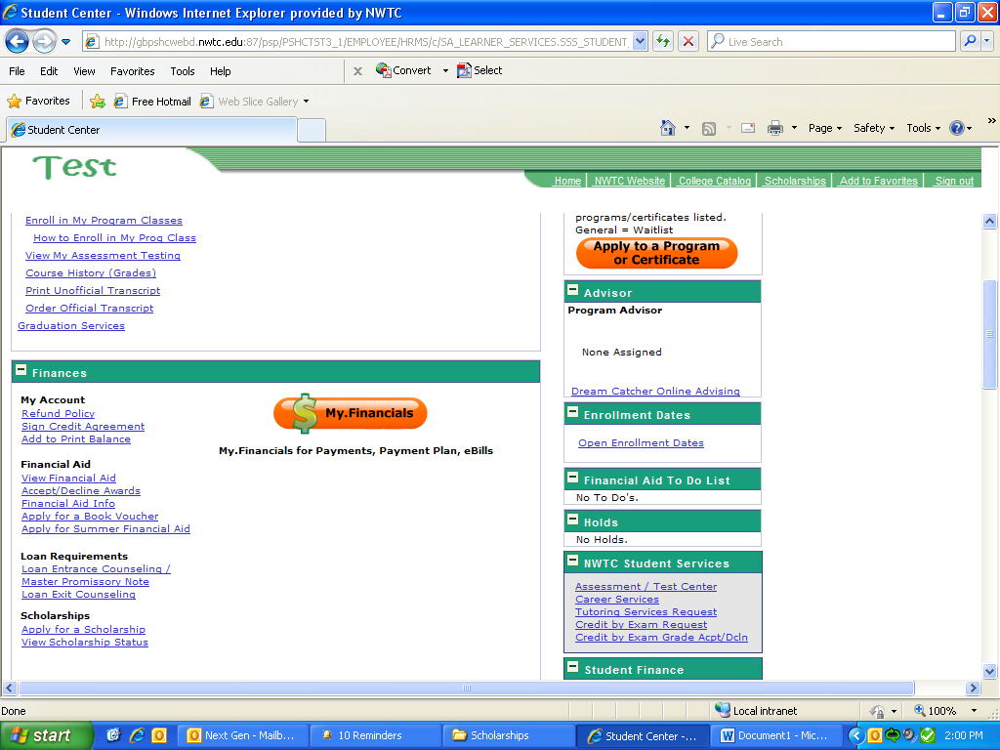 Student Center - Windows Internet Explorer provided by NWTC
http://gbpshcwebd.nwtc.edu:87/psp/PSHCTST3_1/EMPLOYEE/HRMS/c/SA_LEARNER_SERVICES.SSS_STUDENT_
Live Search
File Edit View Favorites Tools Help
x Convert Select
Favorites Free Hotmail Web Slice Gallery
Student Center
Page Safety Tools
Test
Home NWTC Website College Catalog Scholarships Add to Favorites Sign out
Enroll in My Program Classes
How to Enroll in My Prog Class
View My Assessment Testing
Course History (Grades)
Print Unofficial Transcript
Order Official Transcript
Graduation Services
Finances
My Account
Refund Policy
Sign Credit Agreement
Add to Print Balance
$ My.Financials
My.Financials for Payments, Payment Plan, eBills
Financial Aid
View Financial Aid
Accept/Decline Awards
Financial Aid Info
Apply for a Book Voucher
Apply for Summer Financial Aid
Loan Requirements
Loan Entrance Counseling /
Master Promissory Note
Loan Exit Counseling
Scholarships
Apply for a Scholarship
View Scholarship Status
programs/certificates listed.
General = Waitlist
Apply to a Program
or Certificate
Advisor
Program Advisor
None Assigned
Dream Catcher Online Advising
Enrollment Dates
Open Enrollment Dates
Financial Aid To Do List
No To Do's.
Holds
No Holds.
NWTC Student Services
Assessment / Test Center
Career Services
Tutoring Services Request
Credit by Exam Request
Credit by Exam Grade Acpt/Dcln
Student Finance
Done Local intranet 100%
start Next Gen - Mailb... 10 Reminders Scholarships Student Center -... Document1 - Mic... 2:00 PM